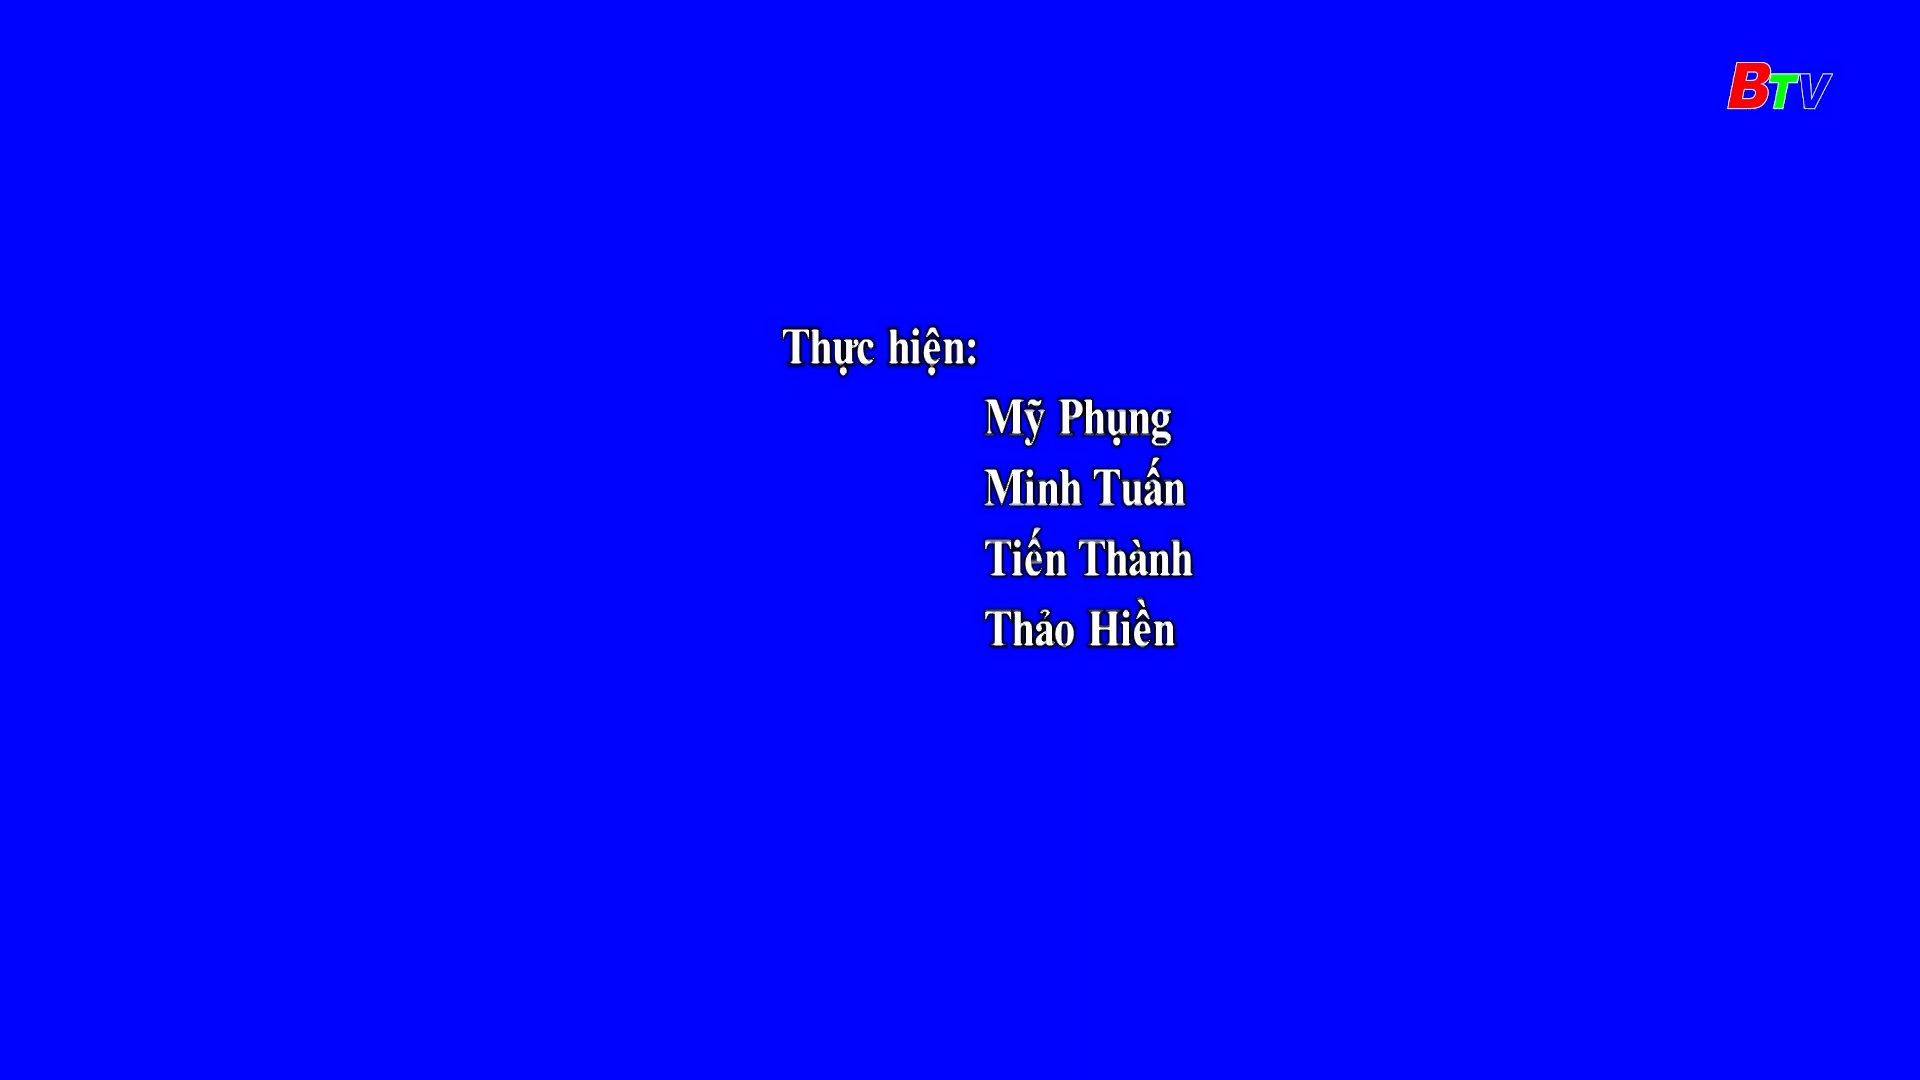 BTV
Thực hiện:
Mỹ Phụng
Minh Tuấn
Tiến Thành
Thảo Hiền